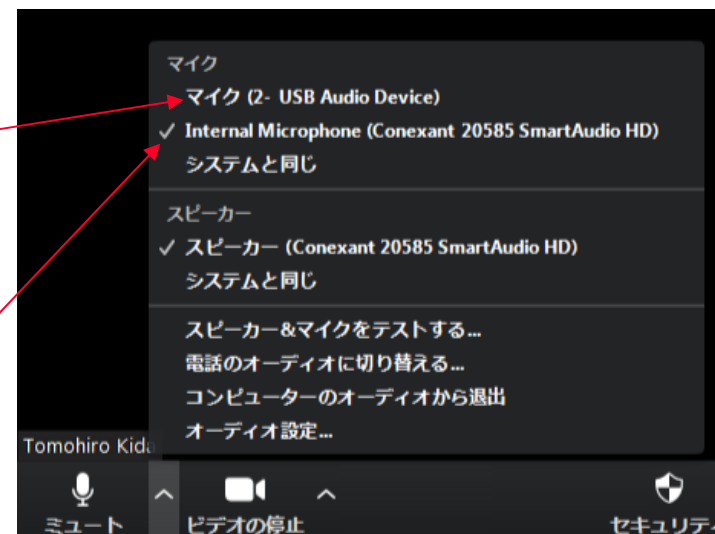 マイク
マイク (2- USB Audio Device)
✓ Internal Microphone (Conexant 20585 SmartAudio HD)
システムと同じ
スピーカー
✓ スピーカー (Conexant 20585 SmartAudio HD)
システムと同じ
スピーカー&マイクをテストする...
電話のオーディオに切り替える...
コンピューターのオーディオから退出
オーディオ設定...
Tomohiro Kida
ミュート
ビデオの停止
セキュリティ